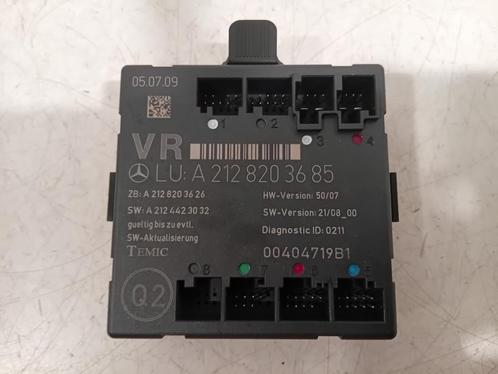 05.07.09
1 2
3 4
VR
LU: A 212 820 36 85
ZB: A 212 820 36 26
HW-Version: 50/07
SW: A 212 442 30 32
SW-Version: 21/08_00
gueltig bis zu evtl.
Diagnostic ID: 0211
SW-Aktualisierung
TEMIC
00404719B1
8 7 6 5
Q2